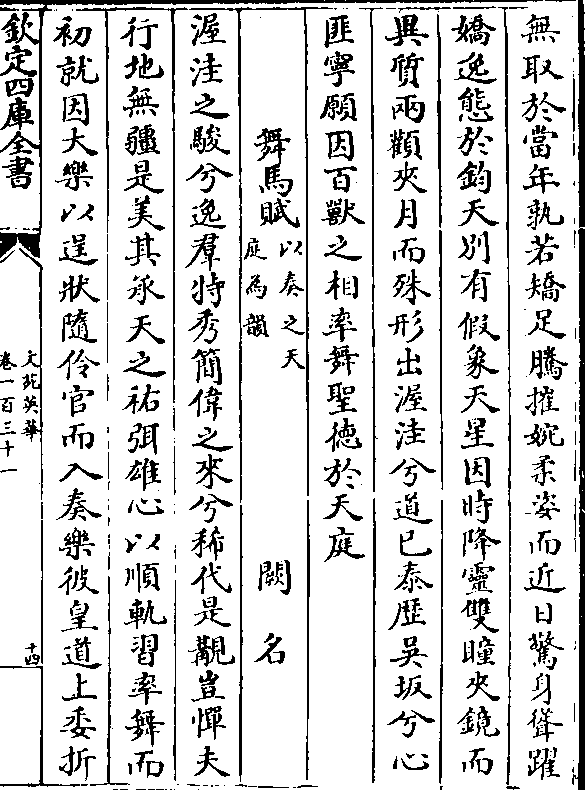 無取於當年孰若矯足騰摧婉柔姿而近日驚身聳躍
嬌逸態於鈞天別有假象天星因時降靈雙瞳夾鏡而
異質兩顴夾月而殊形出渥洼兮道已泰歷吳坂兮心
匪寧願因百獸之相率舞聖德於天庭
舞馬賦以奏之天庭為韻 闕名
渥洼之駿兮逸羣特秀簡偉之來兮稀代是覯豈憚夫
行地無疆是美其承天之祐弭雄心以順軌習率舞而
初就因大樂以逞狀隨伶官而入奏樂彼皇道上委折
欽定四庫全書
文苑英華
卷一百三十一
十四